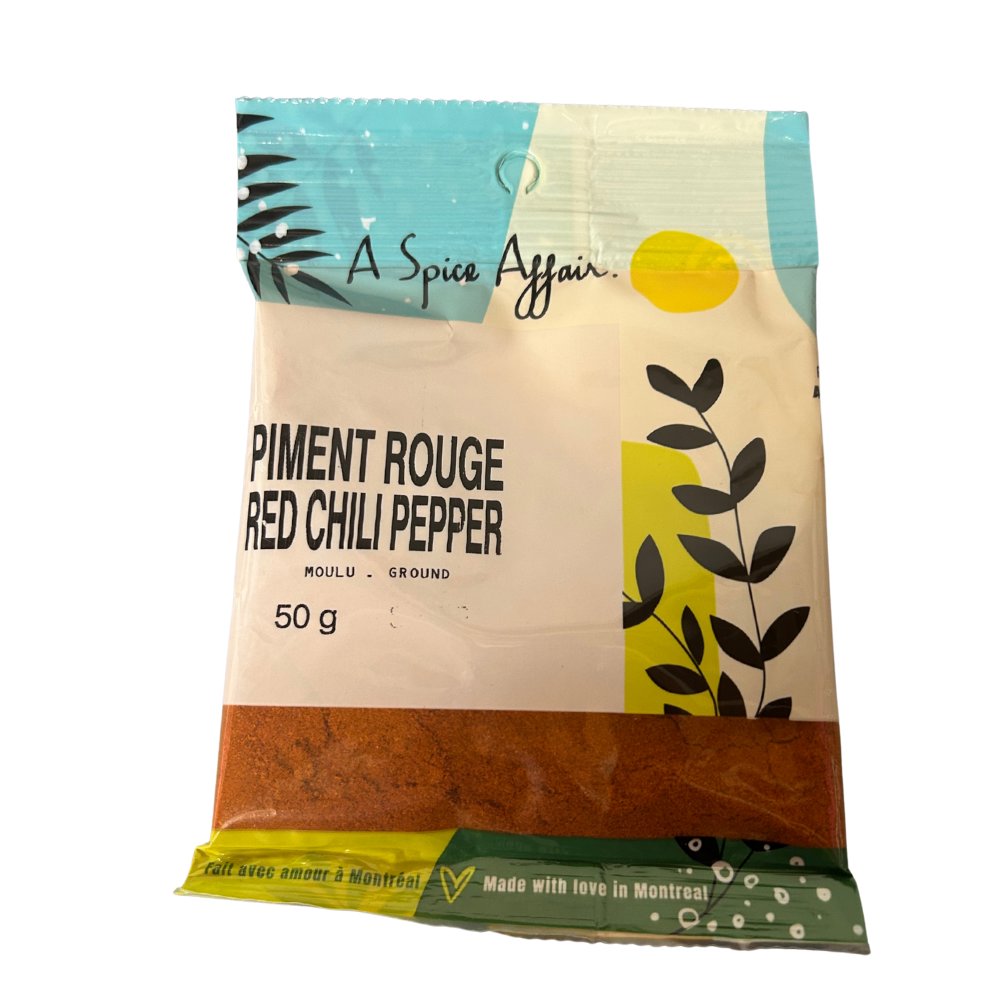 A Spice Affair.
PIMENT ROUGE
RED CHILI PEPPER
MOULU . GROUND
50 g
Fait avec amour à Montréal
Made with love in Montreal